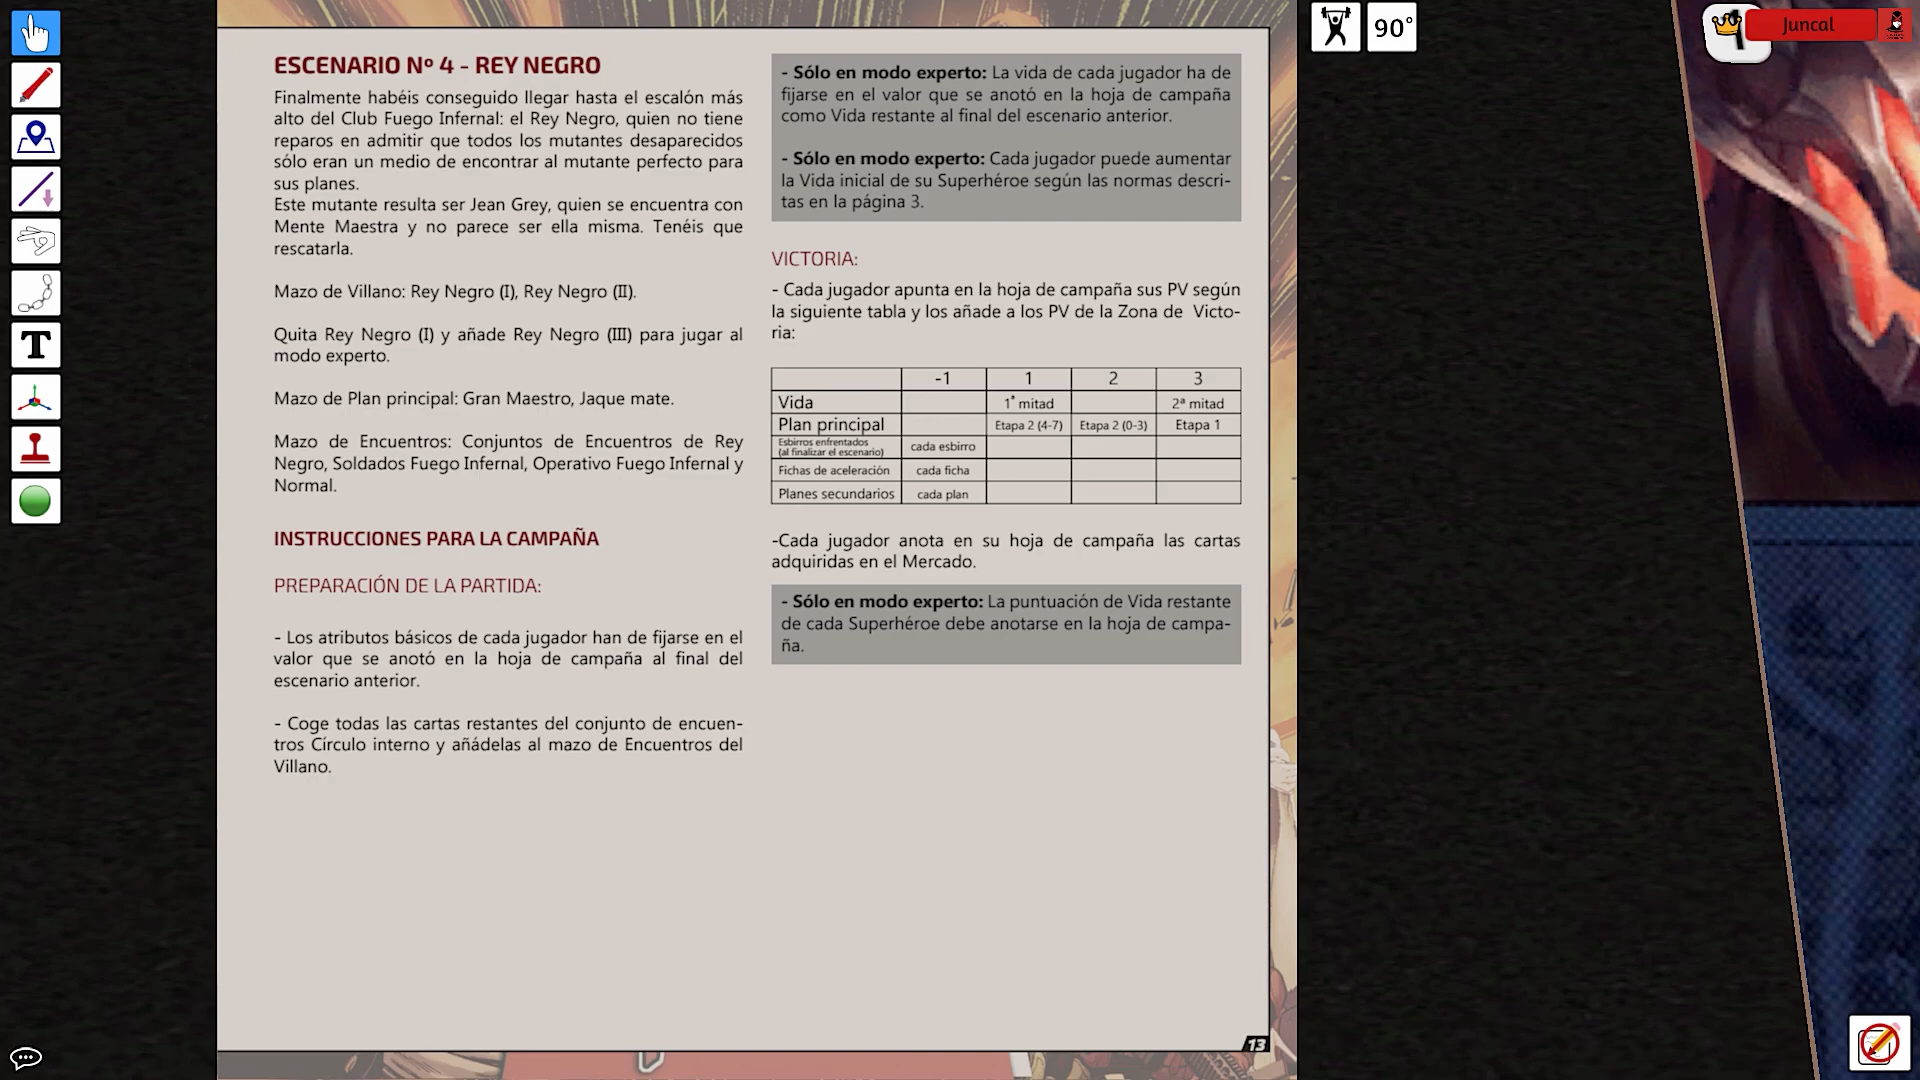 ESCENARIO Nº 4 - REY NEGRO
Finalmente habéis conseguido llegar hasta el escalón más
alto del Club Fuego Infernal: el Rey Negro, quien no tiene
reparos en admitir que todos los mutantes desaparecidos
sólo eran un medio de encontrar al mutante perfecto para
sus planes.
Este mutante resulta ser Jean Grey, quien se encuentra con
Mente Maestra y no parece ser ella misma. Tenéis que
rescatarla.
Mazo de Villano: Rey Negro (I), Rey Negro (II).
Quita Rey Negro (I) y añade Rey Negro (III) para jugar al
modo experto.
Mazo de Plan principal: Gran Maestro, Jaque mate.
Mazo de Encuentros: Conjuntos de Encuentros de Rey
Negro, Soldados Fuego Infernal, Operativo Fuego Infernal y
Normal.
INSTRUCCIONES PARA LA CAMPAÑA
PREPARACIÓN DE LA PARTIDA:
- Los atributos básicos de cada jugador han de fijarse en el
valor que se anotó en la hoja de campaña al final del
escenario anterior.
- Coge todas las cartas restantes del conjunto de encuen-
tros Círculo interno y añádelas al mazo de Encuentros del
Villano.
- Sólo en modo experto: La vida de cada jugador ha de
fijarse en el valor que se anotó en la hoja de campaña
como Vida restante al final del escenario anterior.
- Sólo en modo experto: Cada jugador puede aumentar
la Vida inicial de su Superhéroe según las normas descri-
tas en la página 3.
VICTORIA:
- Cada jugador apunta en la hoja de campaña sus PV según
la siguiente tabla y los añade a los PV de la Zona de Victo-
ria:
-1 1 2 3
Vida 1ª mitad 2ª mitad
Plan principal Etapa 2 (4-7) Etapa 2 (0-3) Etapa 1
Esbirros enfrentados
(al finalizar el escenario) cada esbirro
Fichas de aceleración cada ficha
Planes secundarios cada plan
-Cada jugador anota en su hoja de campaña las cartas
adquiridas en el Mercado.
- Sólo en modo experto: La puntuación de Vida restante
de cada Superhéroe debe anotarse en la hoja de campa-
ña.
13
T
90°
1
Juncal